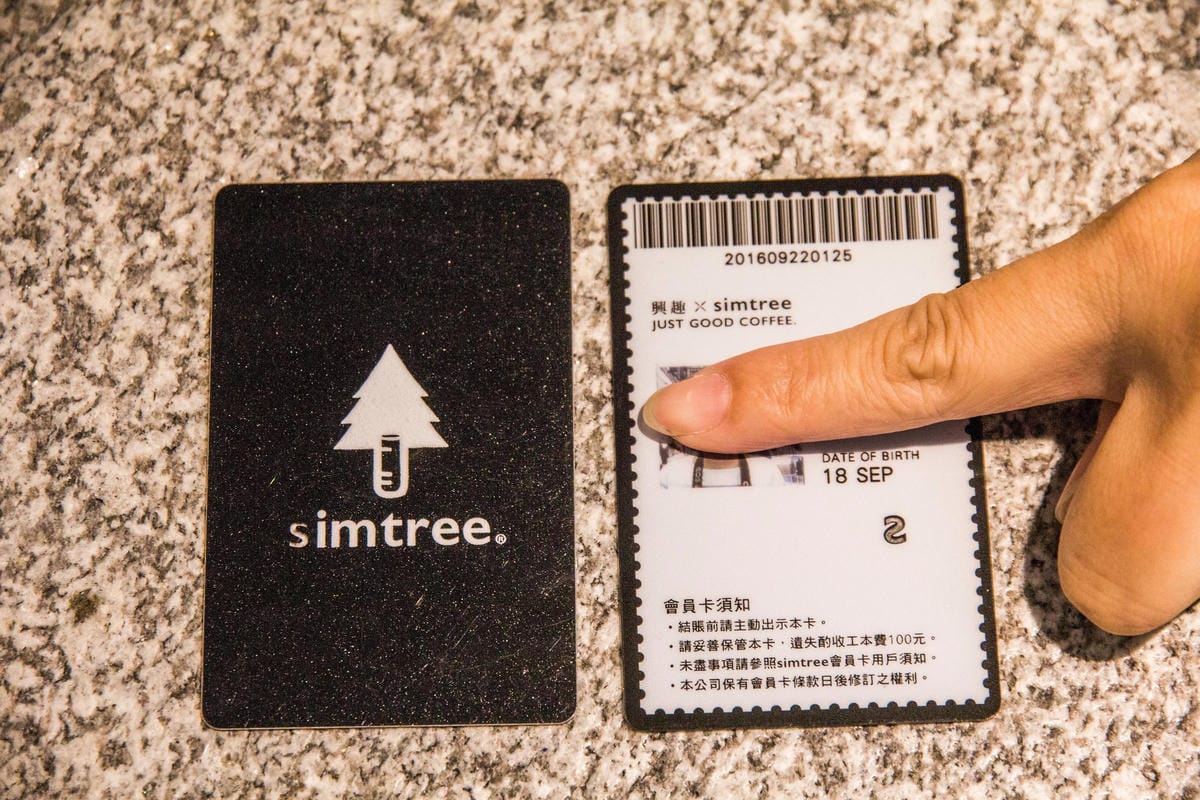 simtree®
201609220125
興趣 × simtree
JUST GOOD COFFEE.
DATE OF BIRTH
18 SEP
會員卡須知
・結賬前請主動出示本卡。
・請妥善保管本卡，遺失酌收工本費100元。
・未盡事項請參照simtree會員卡用戶須知。
・本公司保有會員卡條款日後修訂之權利。